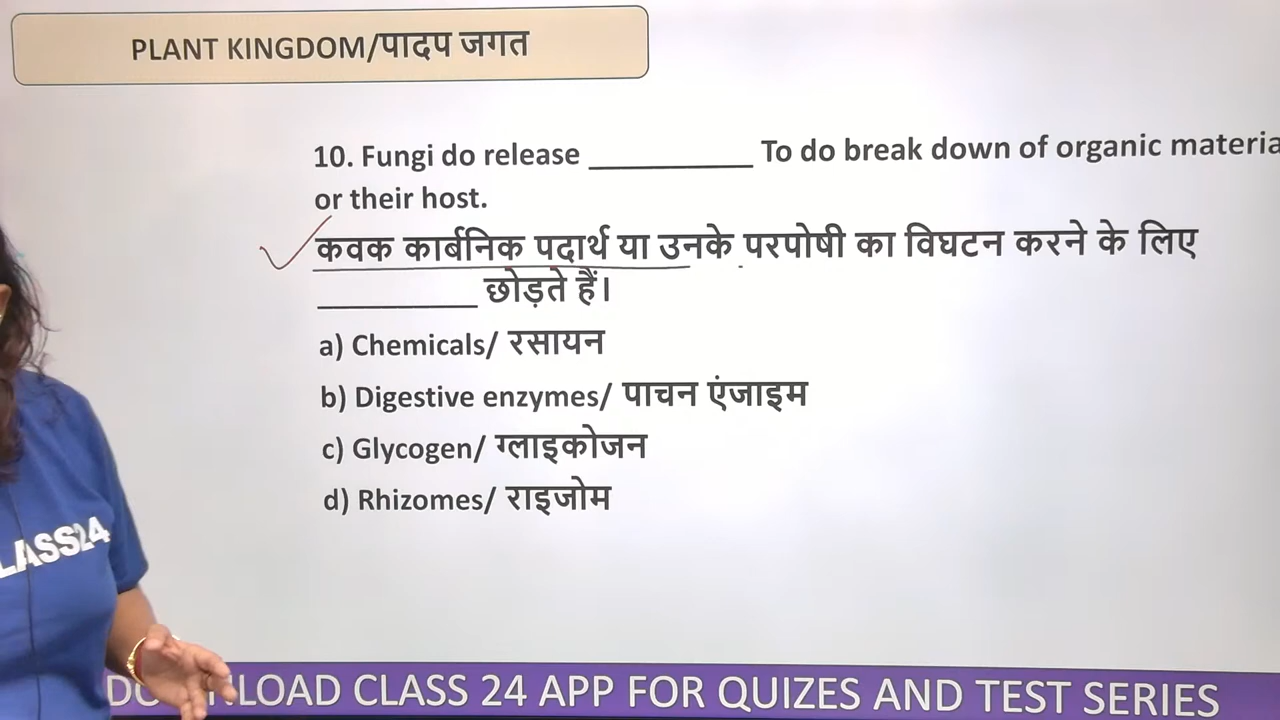 PLANT KINGDOM/पादप जगत
10. Fungi do release __________ To do break down of organic materia
or their host.
कवक कार्बनिक पदार्थ या उनके परपोषी का विघटन करने के लिए
__________ छोड़ते हैं।
a) Chemicals/ रसायन
b) Digestive enzymes/ पाचन एंजाइम
c) Glycogen/ ग्लाइकोजन
d) Rhizomes/ राइजोम
LASS24
DOWNLOAD CLASS 24 APP FOR QUIZES AND TEST SERIES